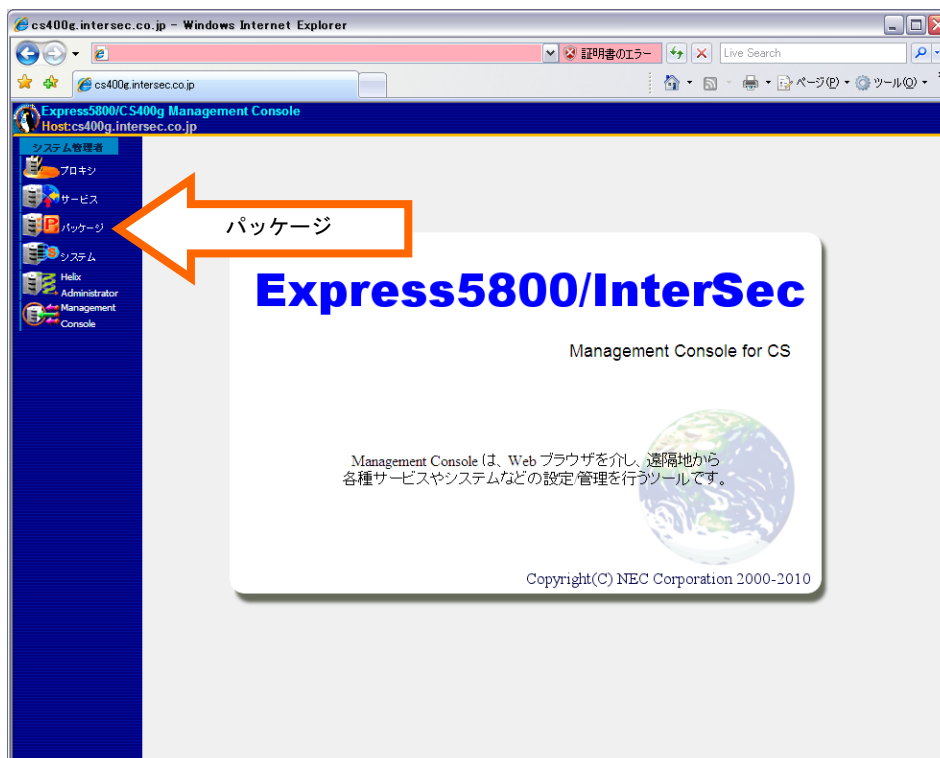 cs400g.intersec.co.jp - Windows Internet Explorer
証明書のエラー
Live Search
cs400g.intersec.co.jp
ページ(P)
ツール(O)
Express5800/CS400g Management Console
Host:cs400g.intersec.co.jp
システム管理者
プロキシ
サービス
パッケージ
パッケージ
システム
Helix
Administrator
Management
Console
Express5800/InterSec
Management Console for CS
Management Console は、Web ブラウザを介し、遠隔地から
各種サービスやシステムなどの設定/管理を行うツールです。
Copyright(C) NEC Corporation 2000-2010